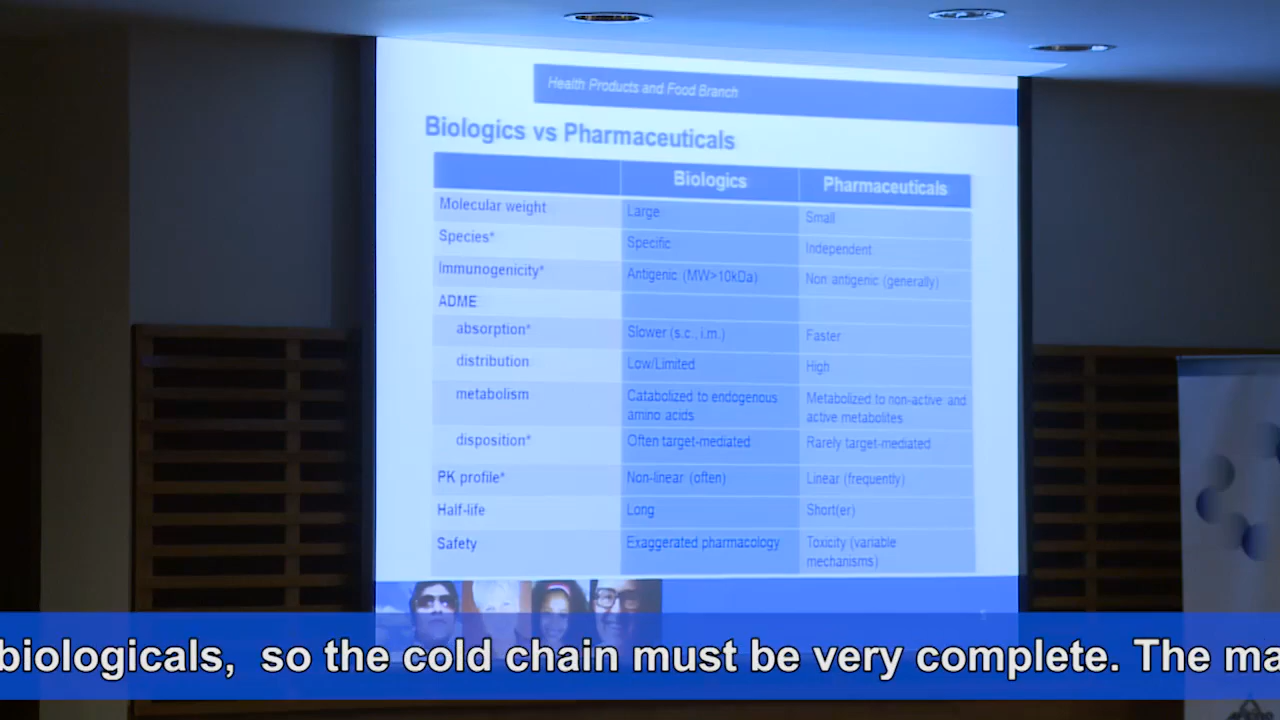 Health Products and Food Branch
Biologics vs Pharmaceuticals
Biologics Pharmaceuticals
Molecular weight Large Small
Species* Specific Independent
Immunogenicity* Antigenic (MW>10kDa) Non antigenic (generally)
ADME
absorption* Slower (s.c., i.m.) Faster
distribution Low/Limited High
metabolism Catabolized to endogenous Metabolized to non-active and
amino acids active metabolites
disposition* Often target-mediated Rarely target-mediated
PK profile* Non-linear (often) Linear (frequently)
Half-life Long Short(er)
Safety Exaggerated pharmacology Toxicity (variable
mechanisms)
biologicals, so the cold chain must be very complete. The ma